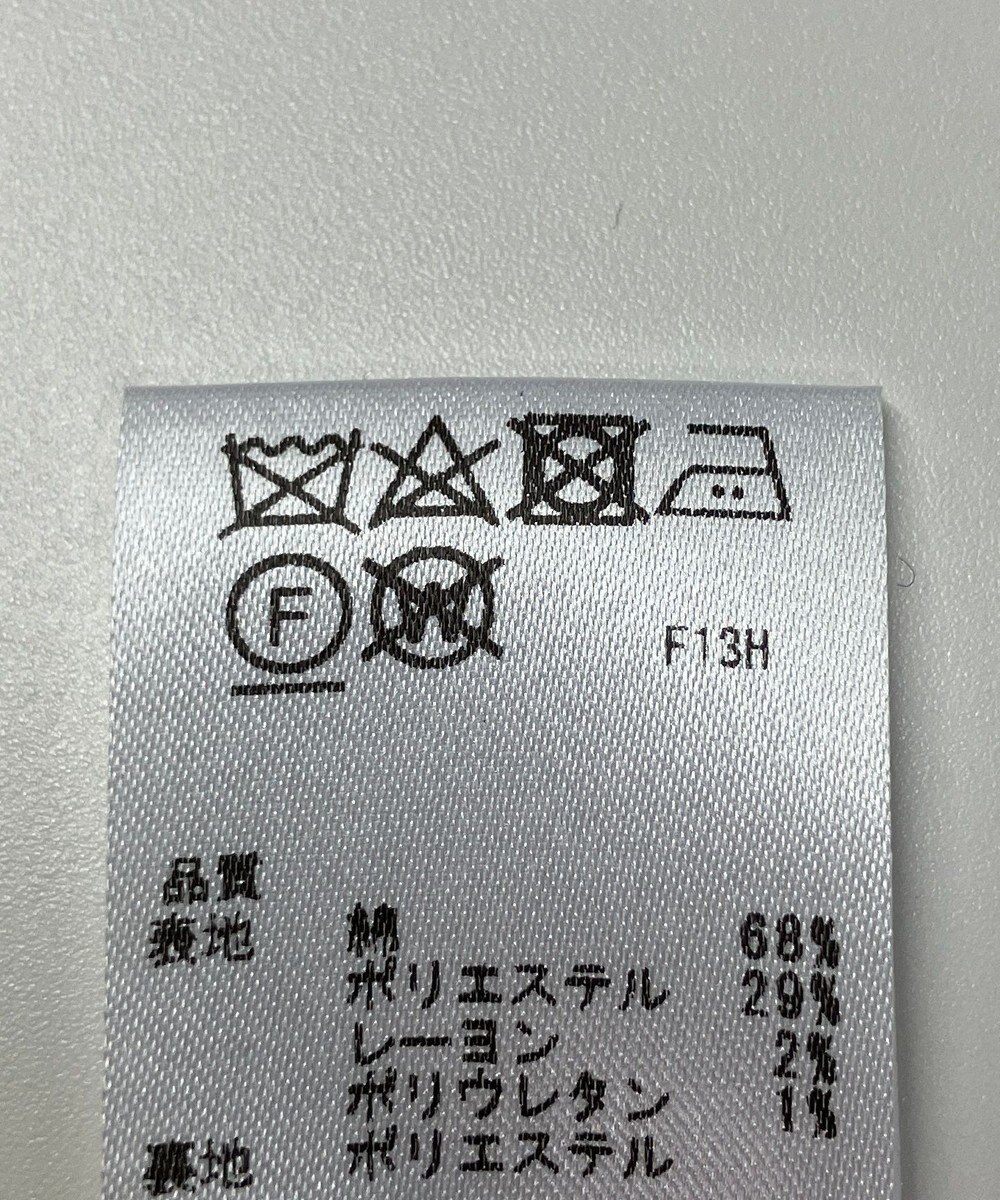 F
W
F13H
品質
表地 綿 68%
ポリエステル 29%
レーヨン 2%
ポリウレタン 1%
裏地 ポリエステル